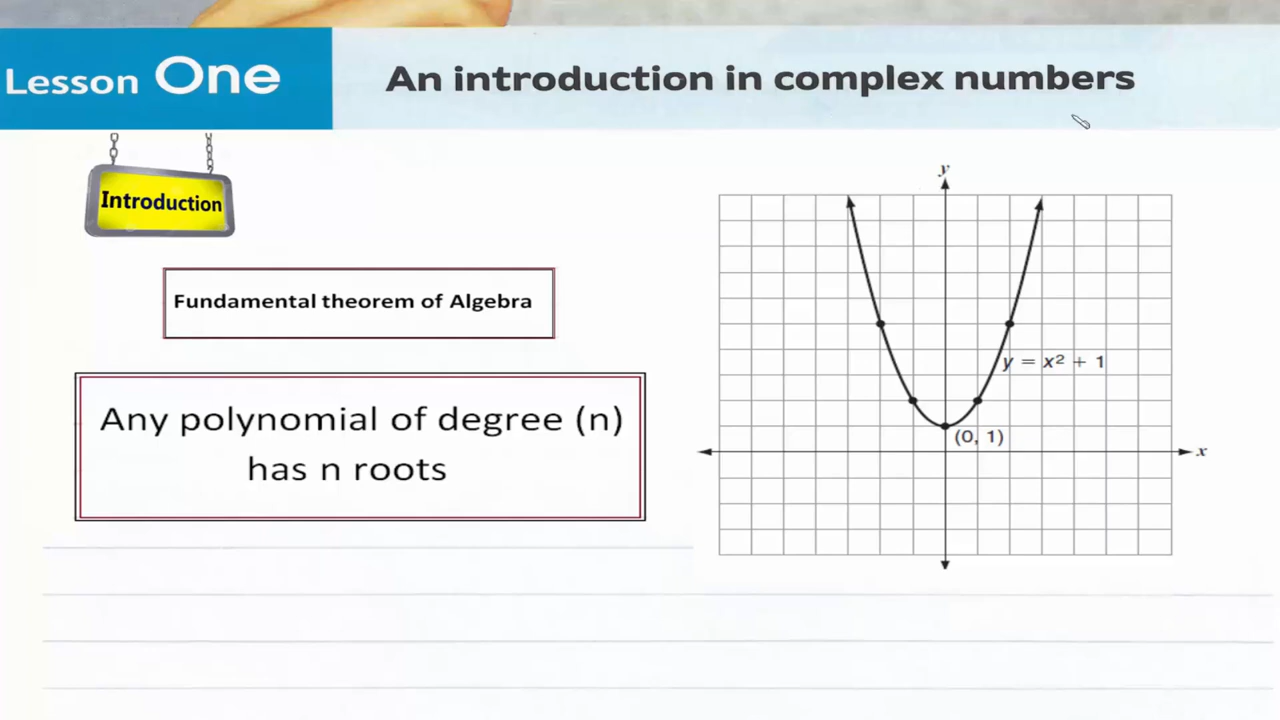 Lesson One
An introduction in complex numbers
Introduction
Fundamental theorem of Algebra
Any polynomial of degree (n)
has n roots
y
y = x² + 1
(0, 1)
x